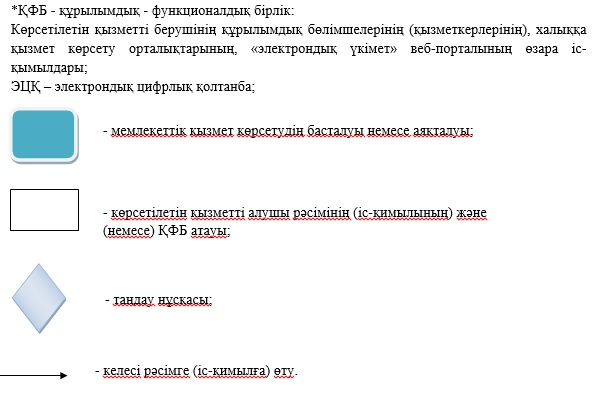 *ҚФБ - құрылымдық - функционалдық бірлік:
Көрсетілетін қызметті берушінің құрылымдық бөлімшелерінің (қызметкерлерінің), халыққа
қызмет көрсету орталықтарының, «электрондық үкімет» веб-порталының өзара іс-
қымылдары;
ЭЦҚ – электрондық цифрлық қолтанба;
- мемлекеттік қызмет көрсетудің басталуы немесе аяқталуы;
- көрсетілетін қызметті алушы рәсімінің (іс-қимылының) және
(немесе) ҚФБ атауы;
- таңдау нұсқасы;
- келесі рәсімге (іс-қимылға) өту.